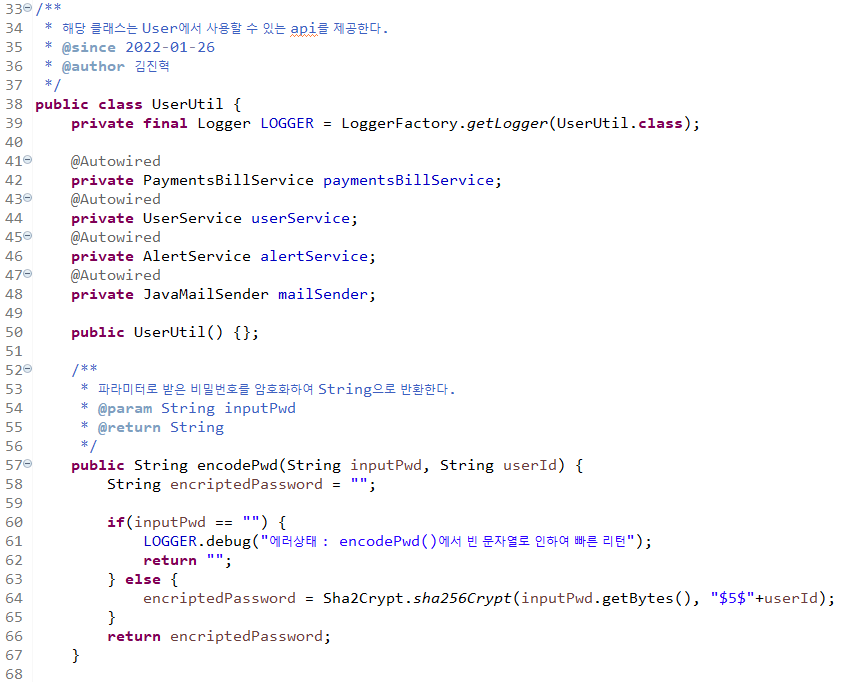 33 /**
34 * 해당 클래스는 User에서 사용할 수 있는 api를 제공한다.
35 * @since 2022-01-26
36 * @author 김진혁
37 */
38 public class UserUtil {
39 private final Logger LOGGER = LoggerFactory.getLogger(UserUtil.class);
40
41 @Autowired
42 private PaymentsBillService paymentsBillService;
43 @Autowired
44 private UserService userService;
45 @Autowired
46 private AlertService alertService;
47 @Autowired
48 private JavaMailSender mailSender;
49
50 public UserUtil() {};
51
52 /**
53 * 파라미터로 받은 비밀번호를 암호화하여 String으로 반환한다.
54 * @param String inputPwd
55 * @return String
56 */
57 public String encodePwd(String inputPwd, String userId) {
58 String encriptedPassword = "";
59
60 if(inputPwd == "") {
61 LOGGER.debug("에러상태 : encodePwd()에서 빈 문자열로 인하여 빠른 리턴");
62 return "";
63 } else {
64 encriptedPassword = Sha2Crypt.sha256Crypt(inputPwd.getBytes(), "$5$"+userId);
65 }
66 return encriptedPassword;
67 }
68